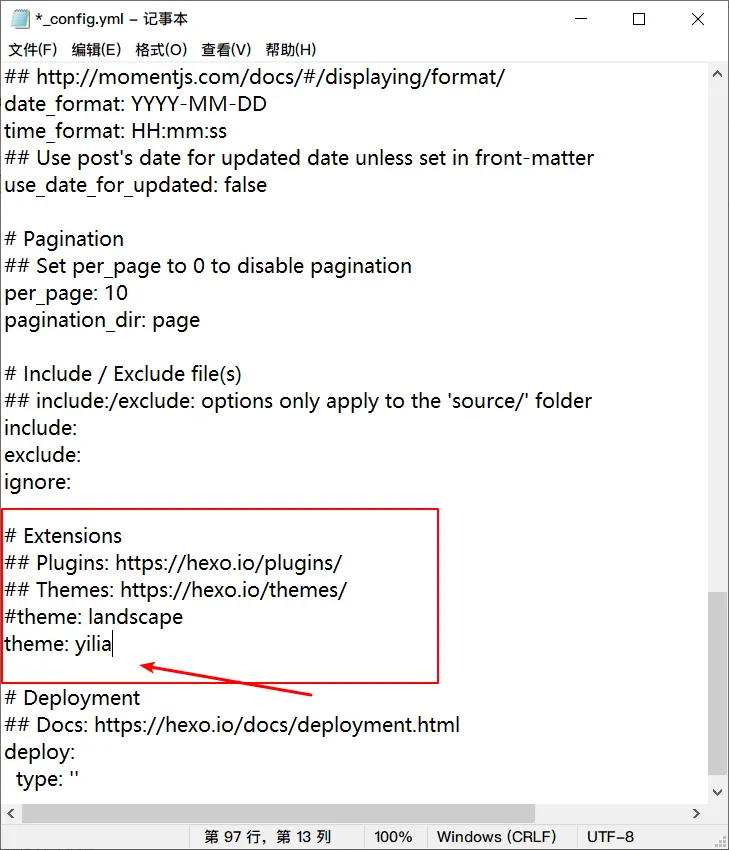 *_config.yml - 记事本
文件(F) 编辑(E) 格式(O) 查看(V) 帮助(H)
## http://momentjs.com/docs/#/displaying/format/
date_format: YYYY-MM-DD
time_format: HH:mm:ss
## Use post's date for updated date unless set in front-matter
use_date_for_updated: false
# Pagination
## Set per_page to 0 to disable pagination
per_page: 10
pagination_dir: page
# Include / Exclude file(s)
## include:/exclude: options only apply to the 'source/' folder
include:
exclude:
ignore:
# Extensions
## Plugins: https://hexo.io/plugins/
## Themes: https://hexo.io/themes/
#theme: landscape
theme: yilia
# Deployment
## Docs: https://hexo.io/docs/deployment.html
deploy:
  type: ''
第 97 行，第 13 列 100% Windows (CRLF) UTF-8